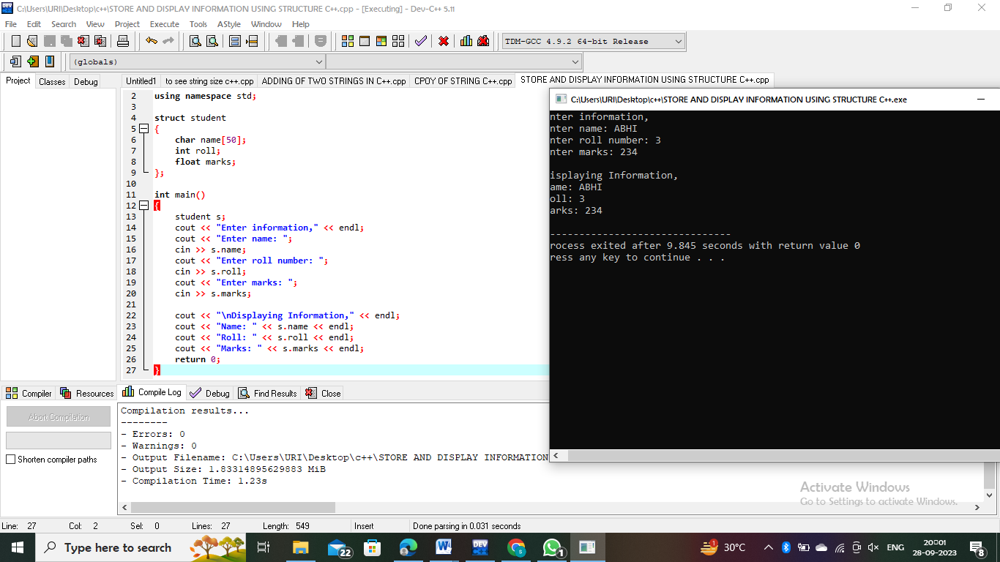 C:\Users\URI\Desktop\c++\STORE AND DISPLAY INFORMATION USING STRUCTURE C++.cpp - [Executing] - Dev-C++ 5.11
File Edit Search View Project Execute Tools AStyle Window Help
TDM-GCC 4.9.2 64-bit Release
(globals)
Project Classes Debug
Untitled1 to see string size c++.cpp ADDING OF TWO STRINGS IN C++.cpp CPOY OF STRING C++.cpp STORE AND DISPLAY INFORMATION USING STRUCTURE C++.cpp
2 using namespace std;
3
4 struct student
5 {
6 char name[50];
7 int roll;
8 float marks;
9 };
10
11 int main()
12 {
13 student s;
14 cout << "Enter information," << endl;
15 cout << "Enter name: ";
16 cin >> s.name;
17 cout << "Enter roll number: ";
18 cin >> s.roll;
19 cout << "Enter marks: ";
20 cin >> s.marks;
21
22 cout << "\nDisplaying Information," << endl;
23 cout << "Name: " << s.name << endl;
24 cout << "Roll: " << s.roll << endl;
25 cout << "Marks: " << s.marks << endl;
26 return 0;
27 }
C:\Users\URI\Desktop\c++\STORE AND DISPLAY INFORMATION USING STRUCTURE C++.exe
nter information,
nter name: ABHI
nter roll number: 3
nter marks: 234
isplaying Information,
ame: ABHI
oll: 3
arks: 234
-------------------------------
rocess exited after 9.845 seconds with return value 0
ress any key to continue . . .
Compiler Resources Compile Log Debug Find Results Close
Abort Compilation
Shorten compiler paths
Compilation results...
--------
- Errors: 0
- Warnings: 0
- Output Filename: C:\Users\URI\Desktop\c++\STORE AND DISPLAY INFORMATION
- Output Size: 1.83314895629883 MiB
- Compilation Time: 1.23s
Activate Windows
Go to Settings to activate Windows.
Line: 27 Col: 2 Sel: 0 Lines: 27 Length: 549 Insert Done parsing in 0.031 seconds
Type here to search
22
1
1
30°C
ENG
20:01
28-09-2023
8